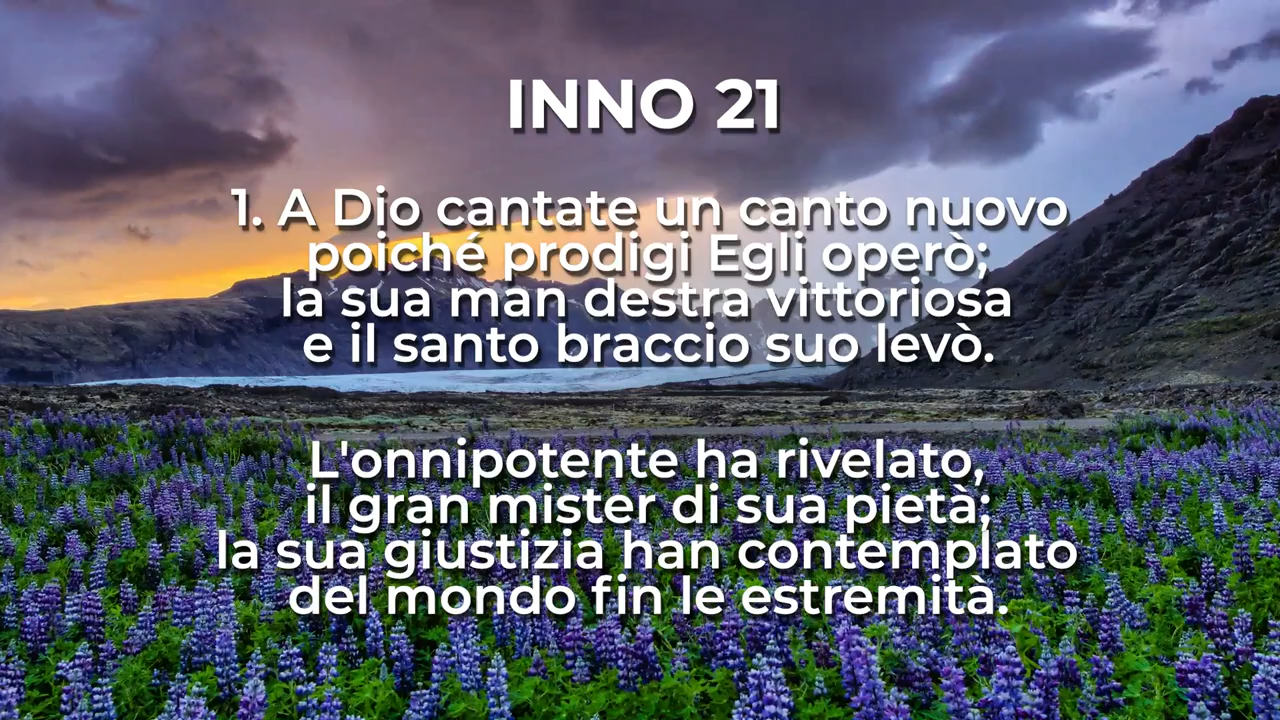 INNO 21
1. A Dio cantate un canto nuovo
poiché prodigi Egli operò;
la sua man destra vittoriosa
e il santo braccio suo levò.
L'onnipotente ha rivelato,
il gran mister di sua pietà;
la sua giustizia han contemplato
del mondo fin le estremità.